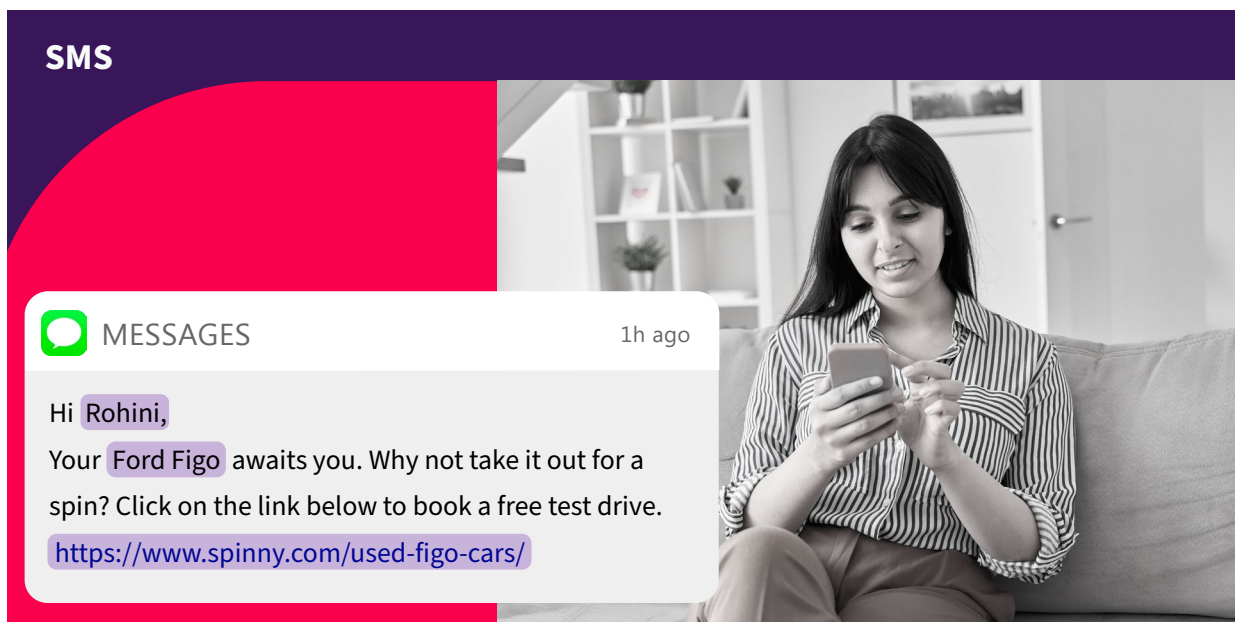 SMS
MESSAGES
1h ago
Hi Rohini,
Your Ford Figo awaits you. Why not take it out for a
spin? Click on the link below to book a free test drive.
https://www.spinny.com/used-figo-cars/